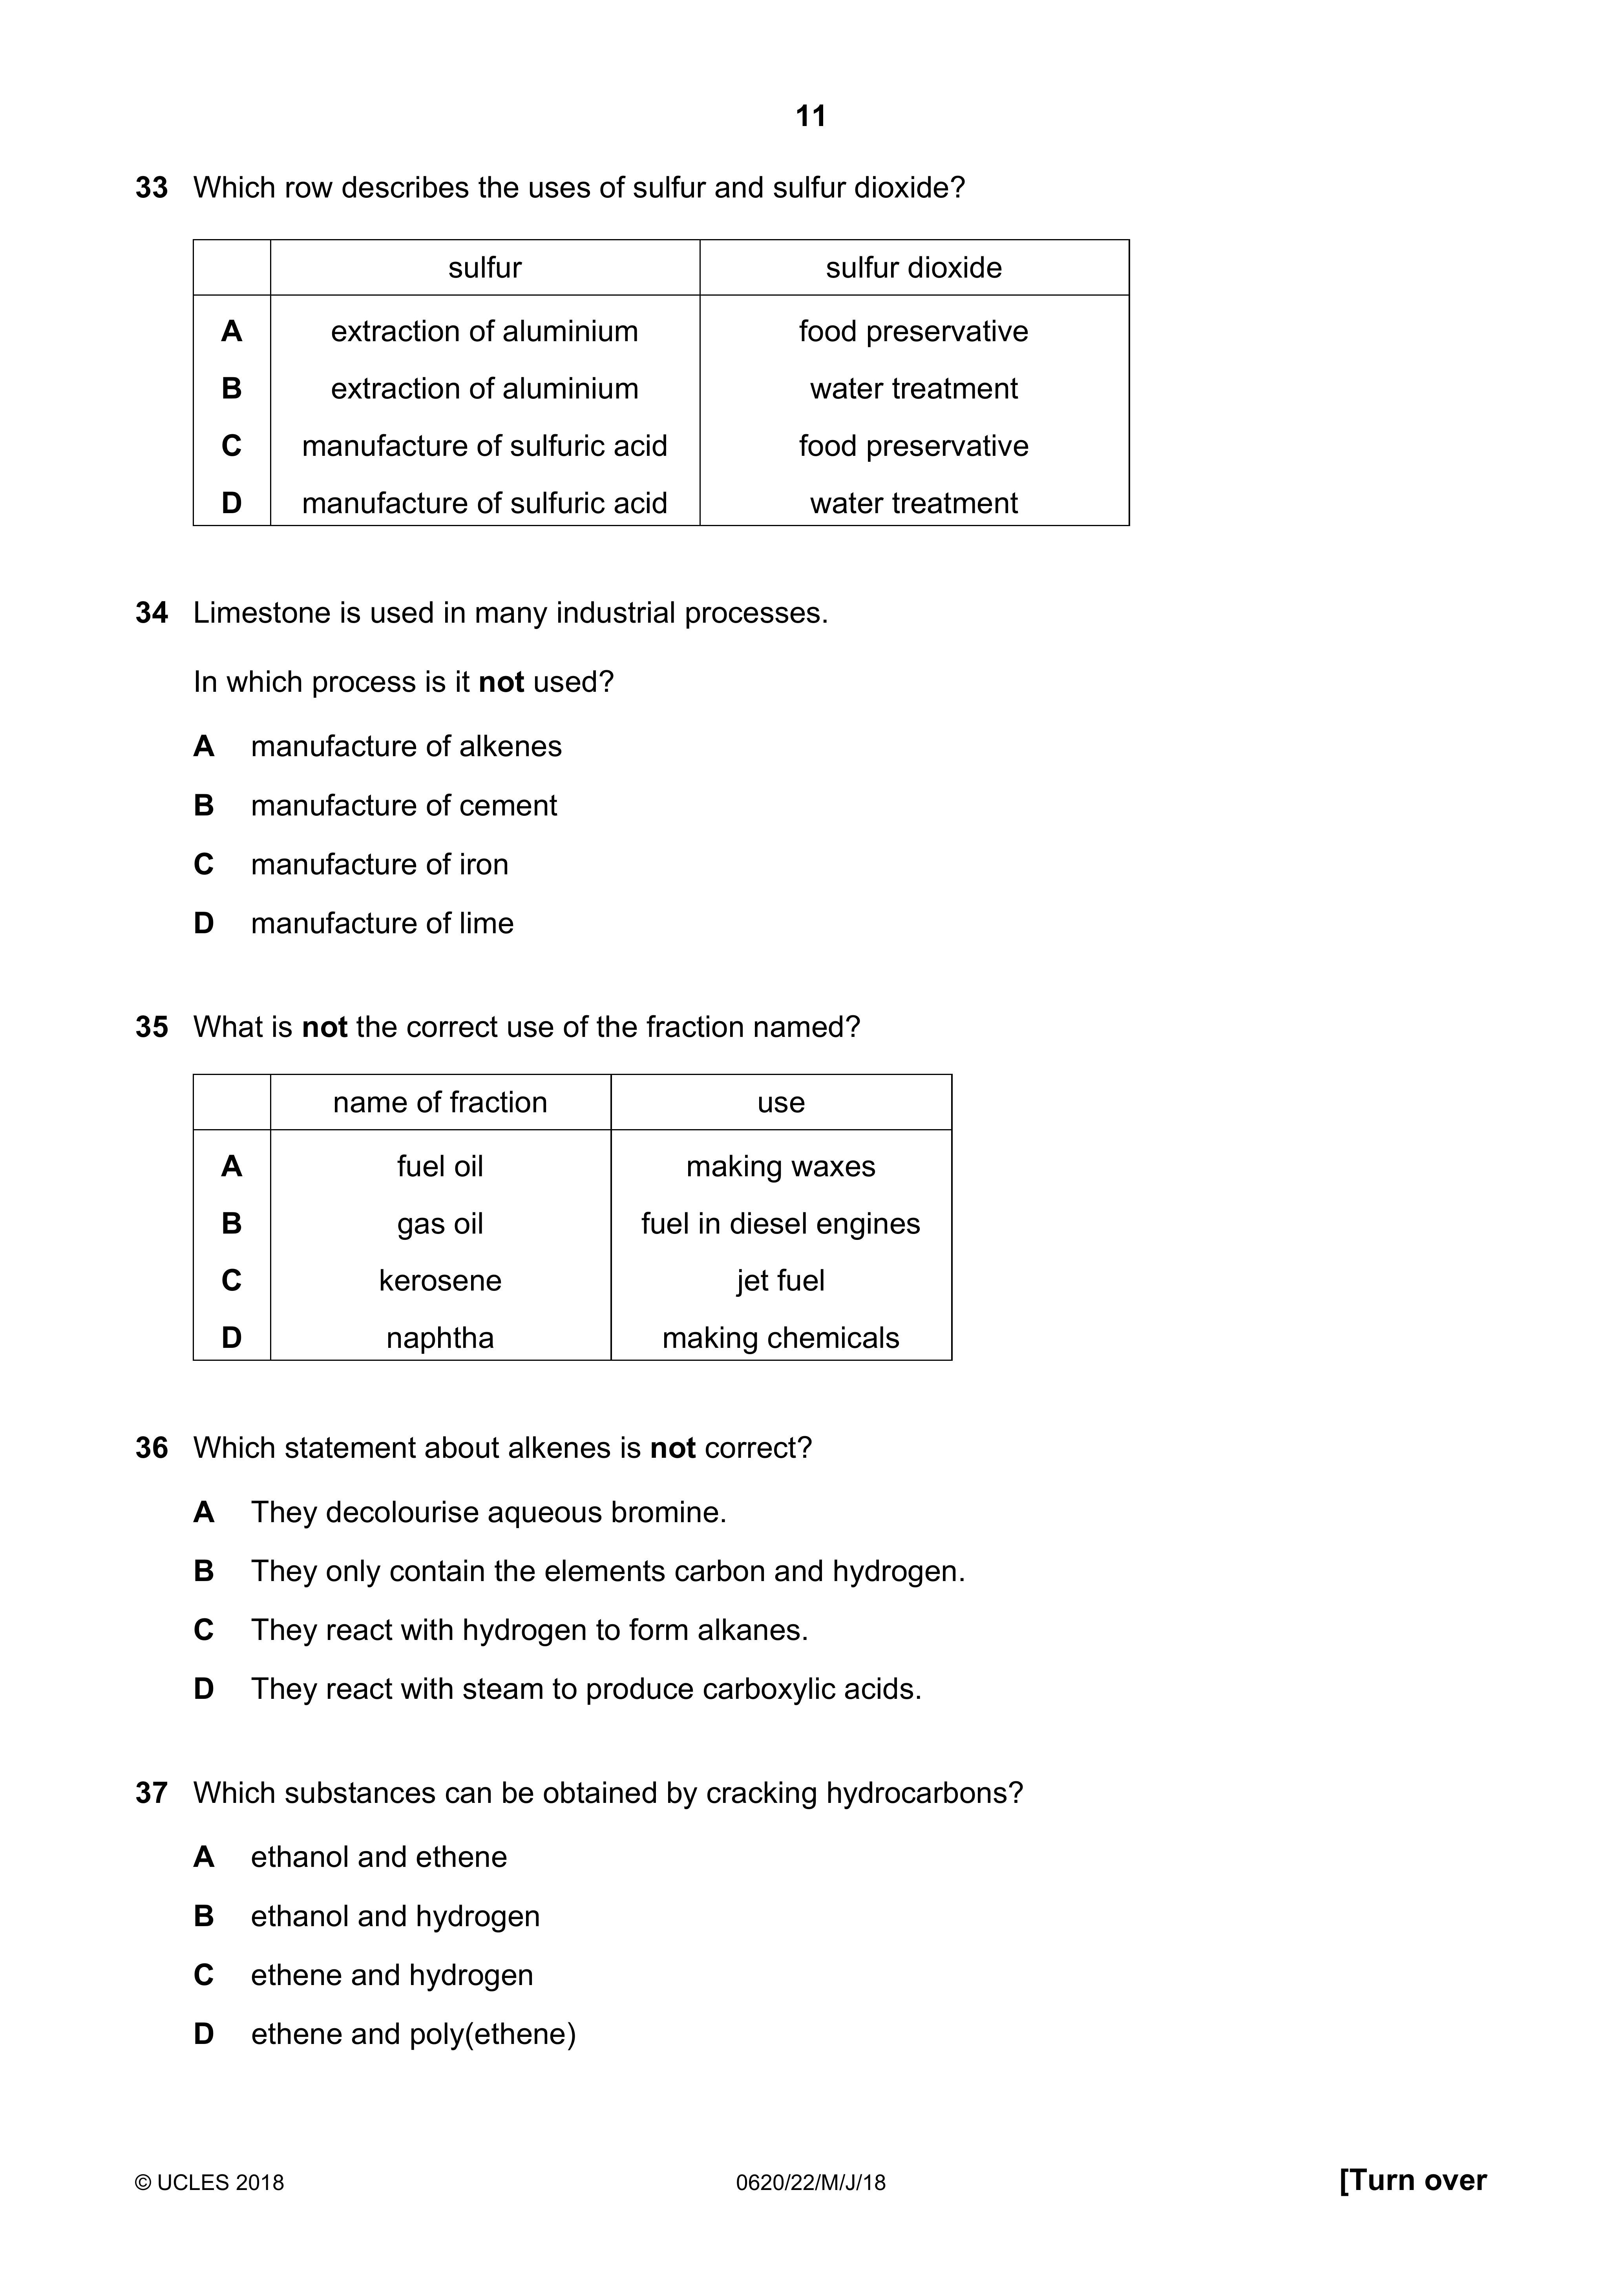 11
33 Which row describes the uses of sulfur and sulfur dioxide?
sulfur sulfur dioxide
A extraction of aluminium food preservative
B extraction of aluminium water treatment
C manufacture of sulfuric acid food preservative
D manufacture of sulfuric acid water treatment
34 Limestone is used in many industrial processes.
In which process is it not used?
A manufacture of alkenes
B manufacture of cement
C manufacture of iron
D manufacture of lime
35 What is not the correct use of the fraction named?
name of fraction use
A fuel oil making waxes
B gas oil fuel in diesel engines
C kerosene jet fuel
D naphtha making chemicals
36 Which statement about alkenes is not correct?
A They decolourise aqueous bromine.
B They only contain the elements carbon and hydrogen.
C They react with hydrogen to form alkanes.
D They react with steam to produce carboxylic acids.
37 Which substances can be obtained by cracking hydrocarbons?
A ethanol and ethene
B ethanol and hydrogen
C ethene and hydrogen
D ethene and poly(ethene)
© UCLES 2018 0620/22/M/J/18 [Turn over